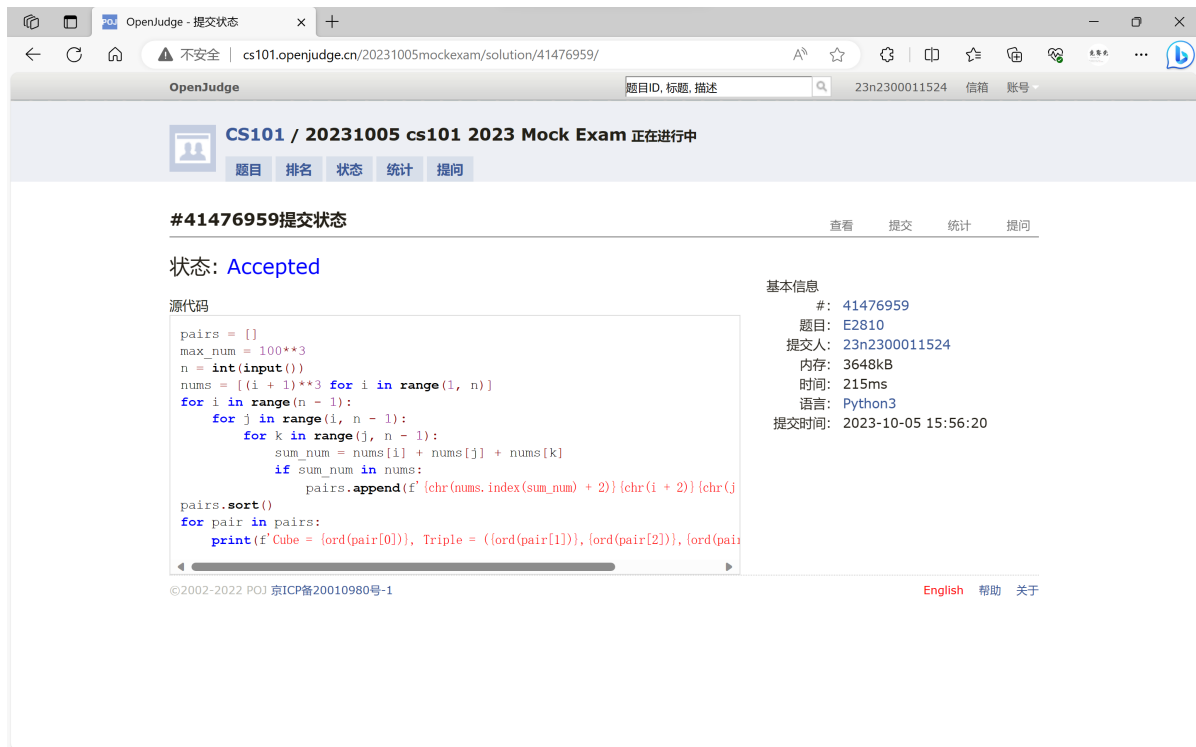 POJ OpenJudge - 提交状态
不安全 cs101.openjudge.cn/20231005mockexam/solution/41476959/
OpenJudge 题目ID, 标题, 描述 23n2300011524 信箱 账号
CS101 / 20231005 cs101 2023 Mock Exam 正在进行中
题目 排名 状态 统计 提问
#41476959提交状态 查看 提交 统计 提问
状态: Accepted
源代码
pairs = []
max_num = 100**3
n = int(input())
nums = [(i + 1)**3 for i in range(1, n)]
for i in range(n - 1):
    for j in range(i, n - 1):
        for k in range(j, n - 1):
            sum_num = nums[i] + nums[j] + nums[k]
            if sum_num in nums:
                pairs.append(f'{chr(nums.index(sum_num) + 2)}{chr(i + 2)}{chr(j
pairs.sort()
for pair in pairs:
    print(f'Cube = {ord(pair[0])}, Triple = ({ord(pair[1])},{ord(pair[2])},{ord(pair
基本信息
#: 41476959
题目: E2810
提交人: 23n2300011524
内存: 3648kB
时间: 215ms
语言: Python3
提交时间: 2023-10-05 15:56:20
©2002-2022 POJ 京ICP备20010980号-1 English 帮助 关于